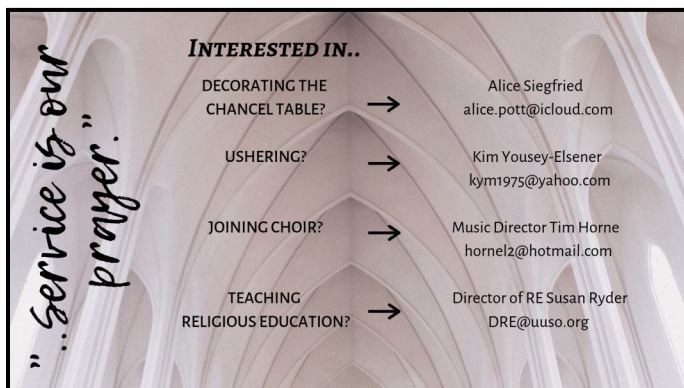 "..Service is our
prayer."
INTERESTED IN..
DECORATING THE
CHANCEL TABLE?
Alice Siegfried
alice.pott@icloud.com
USHERING?
Kim Yousey-Elsener
kym1975@yahoo.com
JOINING CHOIR?
Music Director Tim Horne
hornel2@hotmail.com
TEACHING
RELIGIOUS EDUCATION?
Director of RE Susan Ryder
DRE@uuso.org